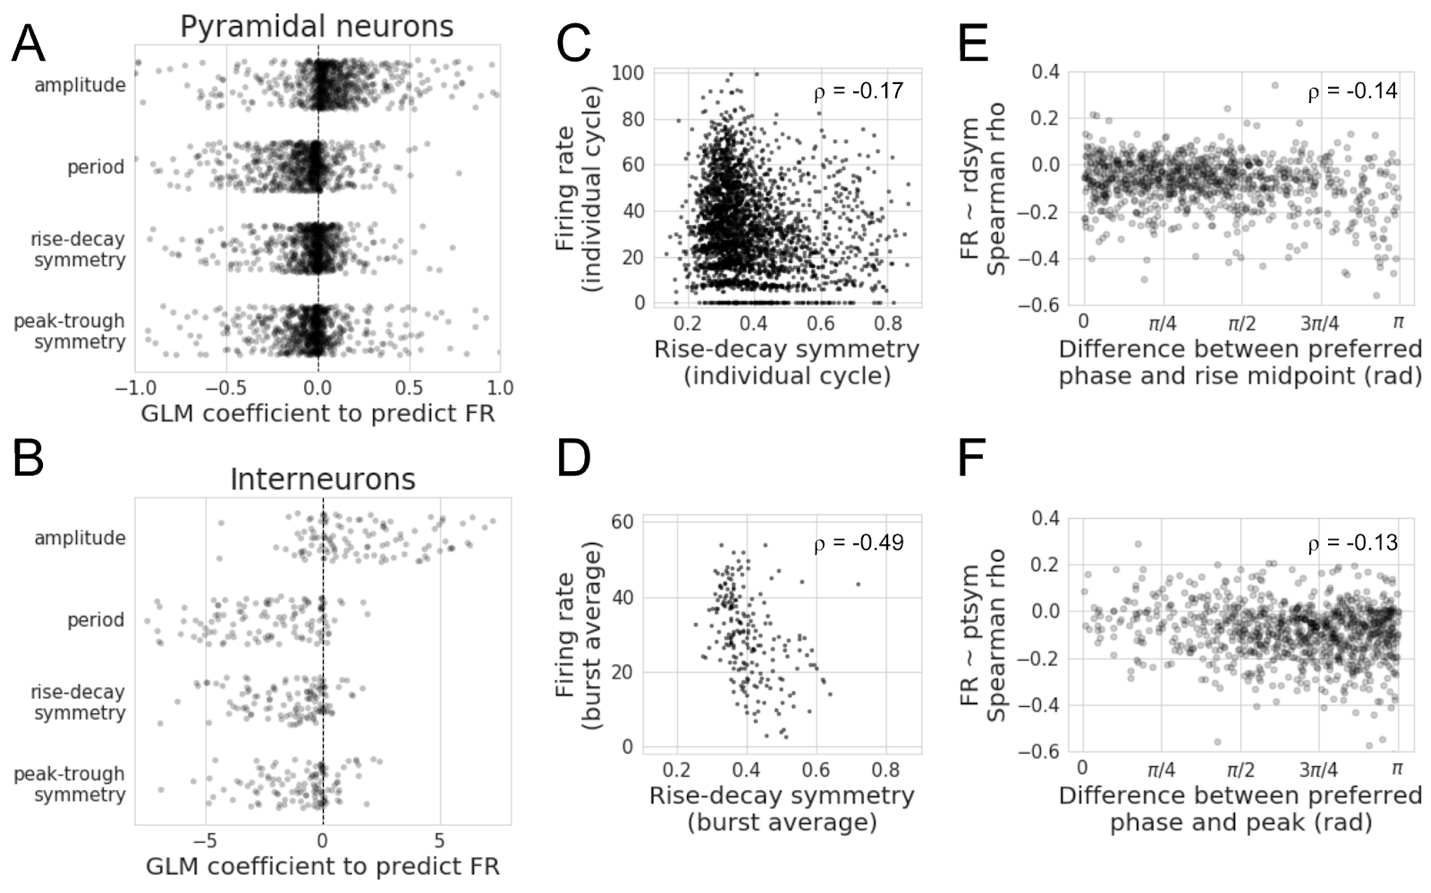 A
Pyramidal neurons
amplitude
period
rise-decay
symmetry
peak-trough
symmetry
−1.0 −0.5 0.0 0.5 1.0
GLM coefficient to predict FR
B
Interneurons
amplitude
period
rise-decay
symmetry
peak-trough
symmetry
−5 0 5
GLM coefficient to predict FR
C
ρ = -0.17
Firing rate
(individual cycle)
100
80
60
40
20
0
0.2 0.4 0.6 0.8
Rise-decay symmetry
(individual cycle)
D
ρ = -0.49
Firing rate
(burst average)
60
40
20
0
0.2 0.4 0.6 0.8
Rise-decay symmetry
(burst average)
E
ρ = -0.14
FR ~ rdsym
Spearman rho
0.4
0.2
0.0
−0.2
−0.4
−0.6
0 π/4 π/2 3π/4 π
Difference between preferred
phase and rise midpoint (rad)
F
ρ = -0.13
FR ~ ptsym
Spearman rho
0.4
0.2
0.0
−0.2
−0.4
−0.6
0 π/4 π/2 3π/4 π
Difference between preferred
phase and peak (rad)